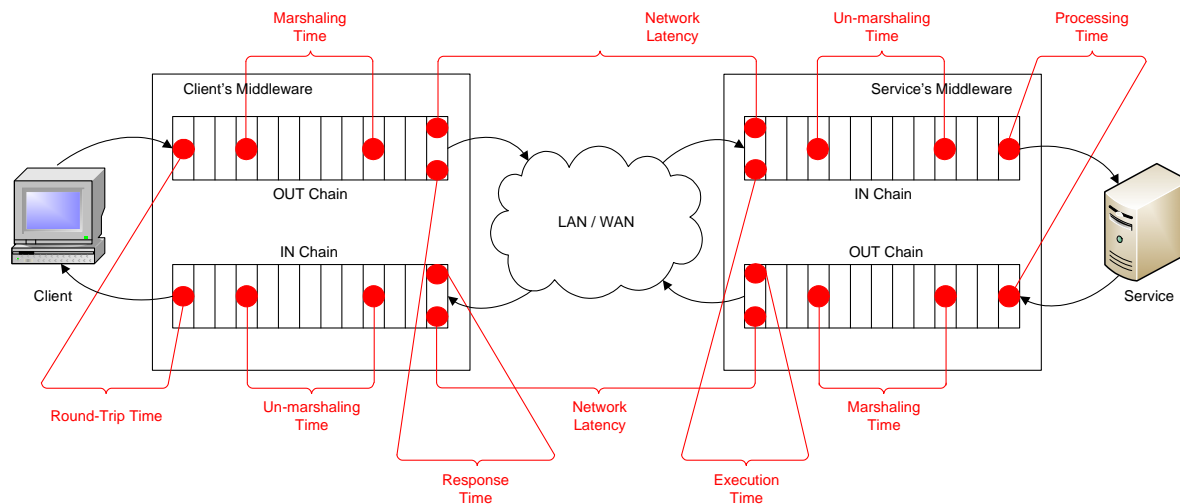 Marshaling
Time
Network
Latency
Un-marshaling
Time
Processing
Time
Client's Middleware
Service's Middleware
OUT Chain
IN Chain
LAN / WAN
IN Chain
OUT Chain
Client
Service
Round-Trip Time
Un-marshaling
Time
Network
Latency
Marshaling
Time
Response
Time
Execution
Time